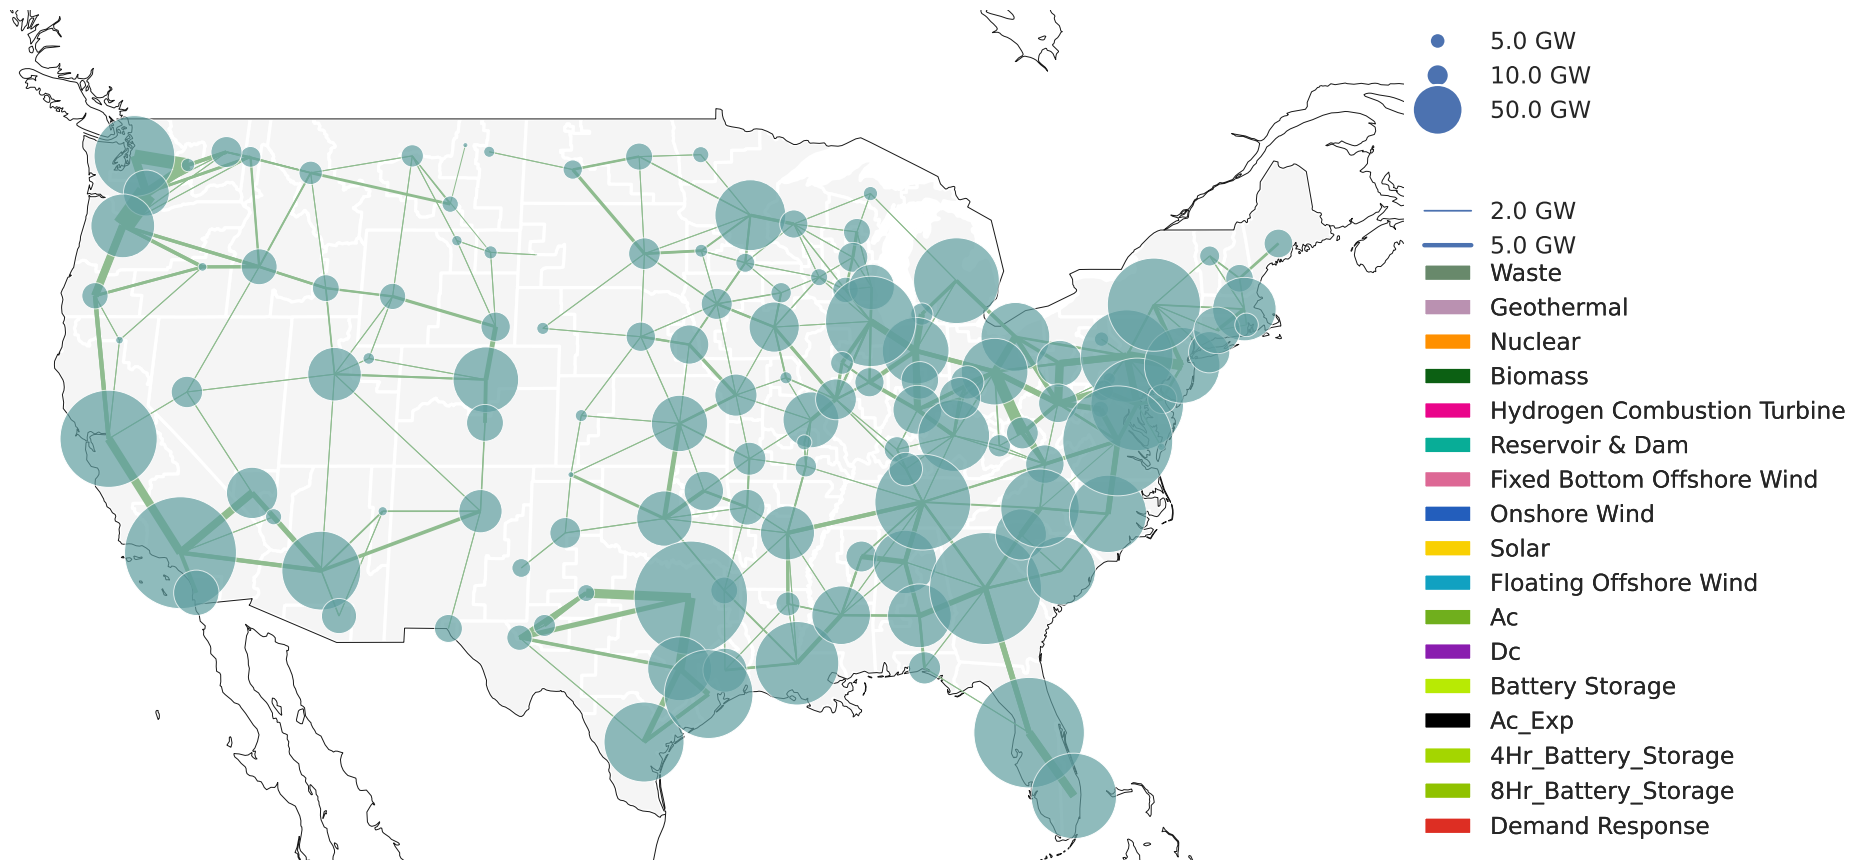 5.0 GW
10.0 GW
50.0 GW
2.0 GW
5.0 GW
Waste
Geothermal
Nuclear
Biomass
Hydrogen Combustion Turbine
Reservoir & Dam
Fixed Bottom Offshore Wind
Onshore Wind
Solar
Floating Offshore Wind
Ac
Dc
Battery Storage
Ac_Exp
4Hr_Battery_Storage
8Hr_Battery_Storage
Demand Response